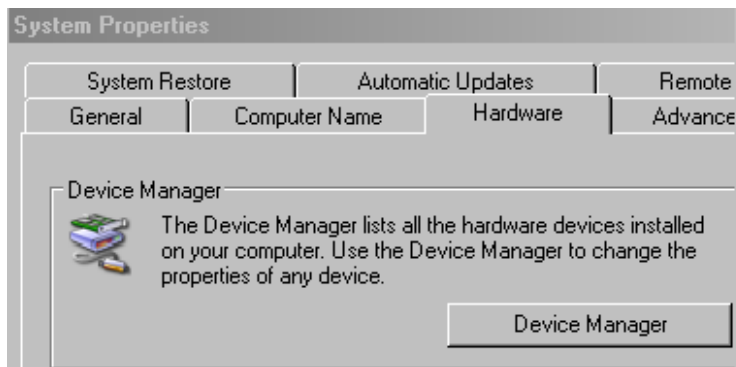 System Properties
System Restore Automatic Updates Remote
General Computer Name Hardware Advance
Device Manager
The Device Manager lists all the hardware devices installed
on your computer. Use the Device Manager to change the
properties of any device.
Device Manager